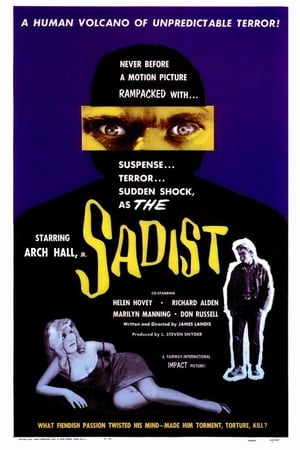 A HUMAN VOLCANO OF UNPREDICTABLE TERROR!
NEVER BEFORE
A MOTION PICTURE
RAMPACKED WITH...
SUSPENSE...
TERROR...
SUDDEN SHOCK,
AS THE
SADIST
STARRING
ARCH HALL, JR.
CO-STARRING
HELEN HOVEY • RICHARD ALDEN
MARILYN MANNING • DON RUSSELL
Written and Directed by JAMES LANDIS
Produced by L. STEVEN SNYDER
A FAIRWAY-INTERNATIONAL
IMPACT PICTURE!
WHAT FIENDISH PASSION TWISTED HIS MIND—MADE HIM TORMENT, TORTURE, KILL?